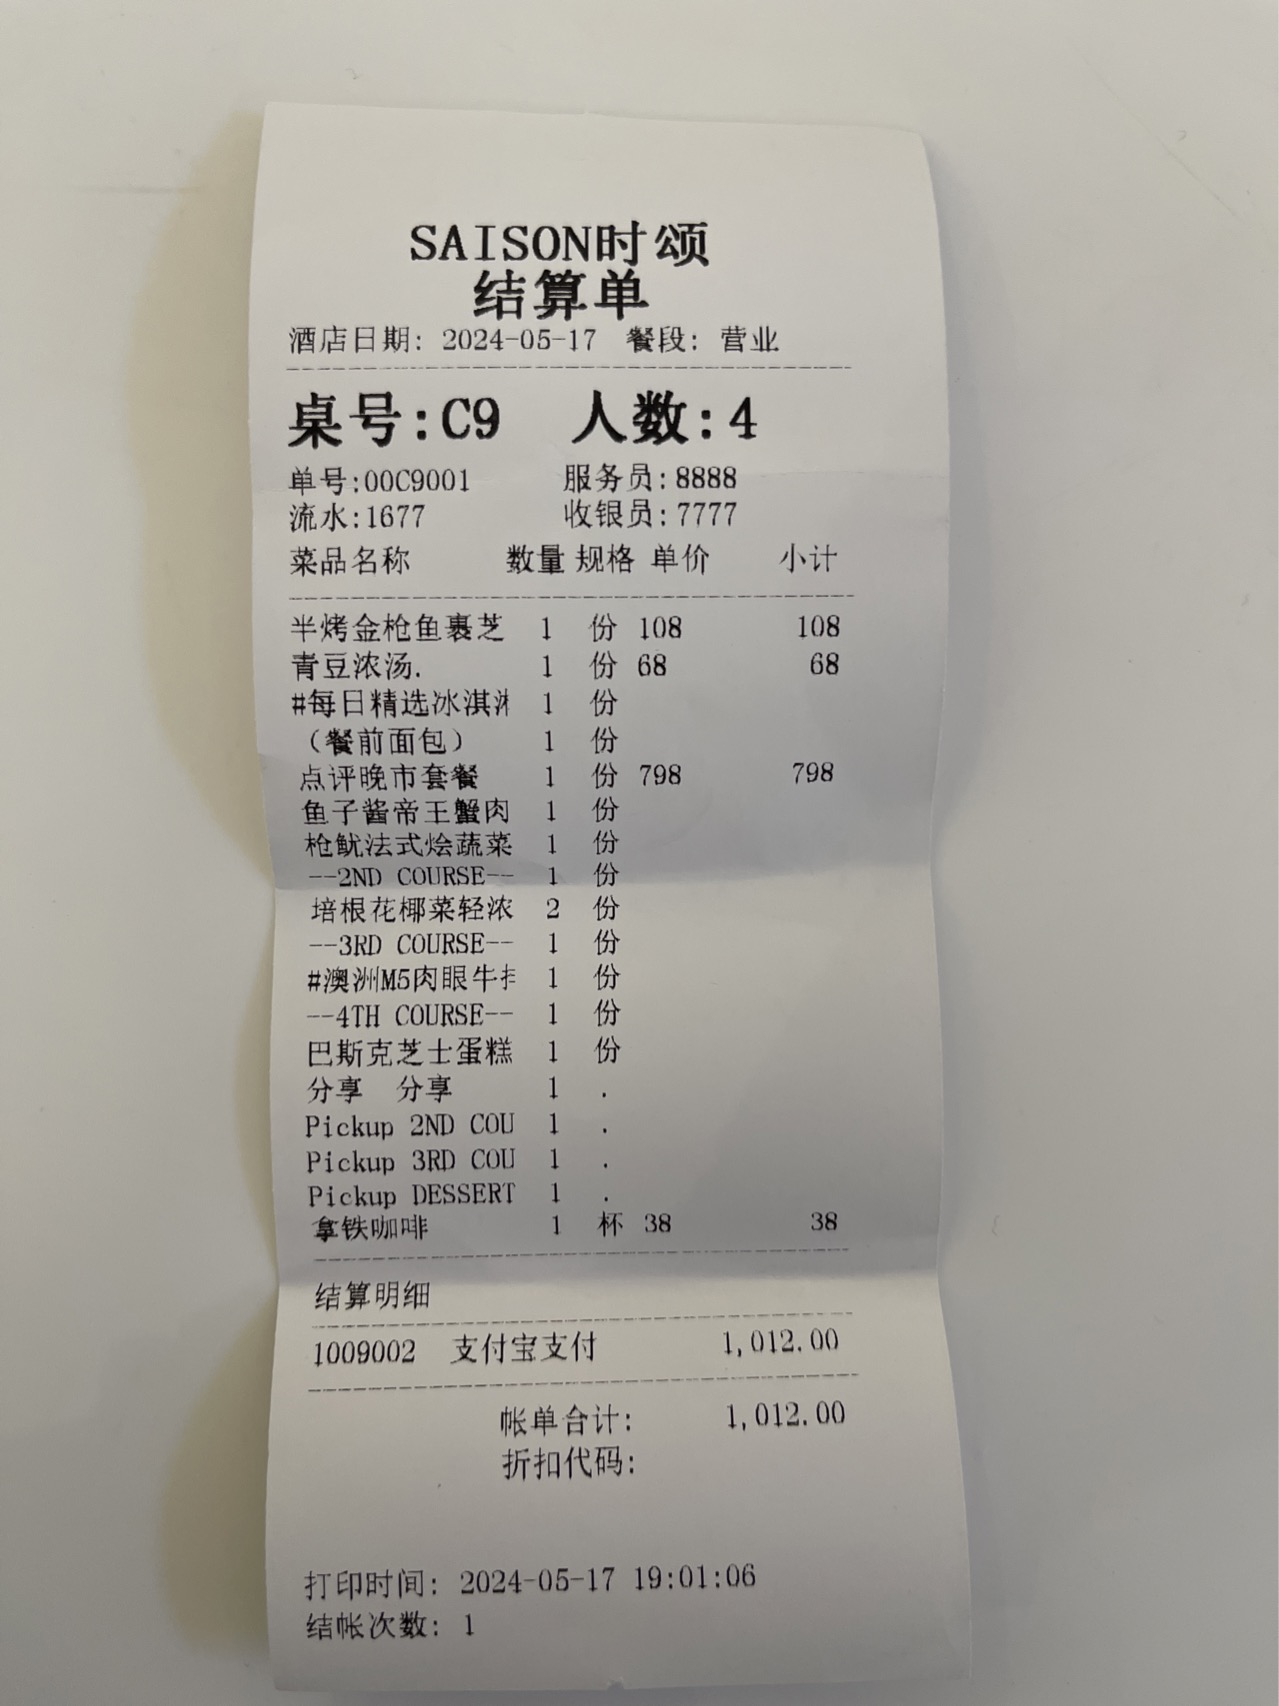 SAISON时颂
结算单
酒店日期: 2024-05-17 餐段: 营业
桌号:C9 人数:4
单号:00C9001 服务员:8888
流水:1677 收银员:7777
菜品名称 数量 规格 单价 小计
半烤金枪鱼裹芝 1 份 108 108
青豆浓汤. 1 份 68 68
#每日精选冰淇淋 1 份
（餐前面包） 1 份
点评晚市套餐 1 份 798 798
鱼子酱帝王蟹肉 1 份
枪鱿法式烩蔬菜 1 份
--2ND COURSE-- 1 份
培根花椰菜轻浓 2 份
--3RD COURSE-- 1 份
#澳洲M5肉眼牛排 1 份
--4TH COURSE-- 1 份
巴斯克芝士蛋糕 1 份
分享 分享 1 .
Pickup 2ND COU 1 .
Pickup 3RD COU 1 .
Pickup DESSERT 1 .
拿铁咖啡 1 杯 38 38
结算明细
1009002 支付宝支付 1,012.00
帐单合计: 1,012.00
折扣代码:
打印时间: 2024-05-17 19:01:06
结帐次数: 1